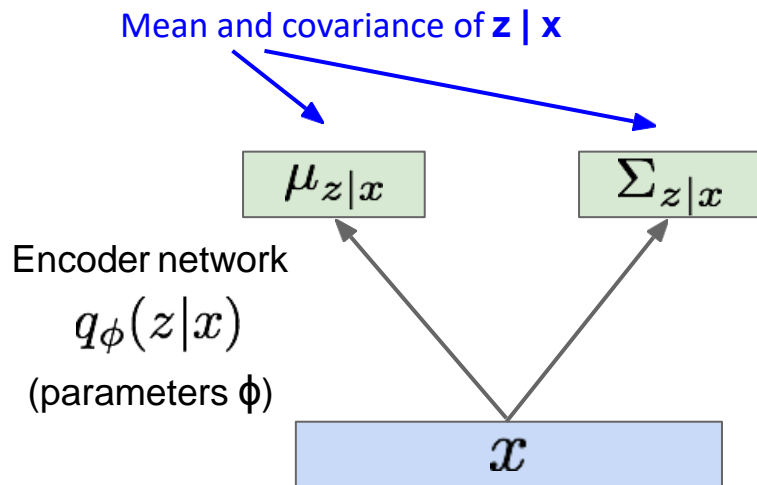 Mean and covariance of z | x
μ_{z|x}
Σ_{z|x}
Encoder network
q_ϕ(z|x)
(parameters ϕ)
x